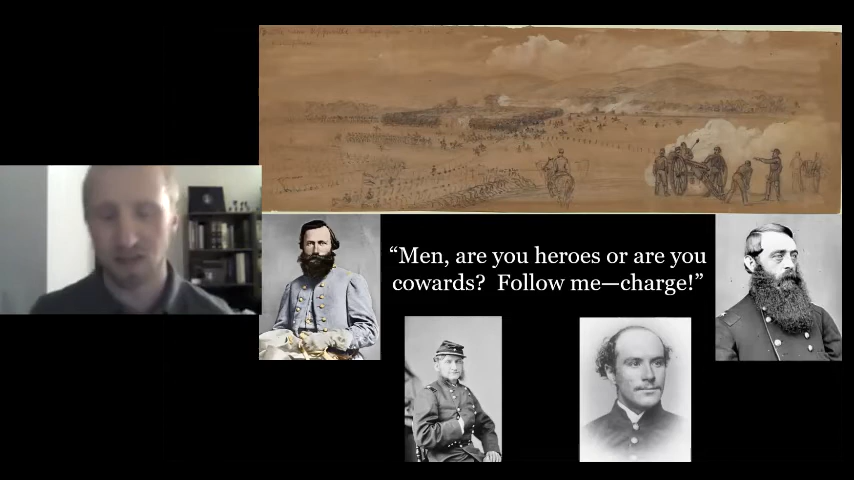 “Men, are you heroes or are you
cowards?  Follow me—charge!”